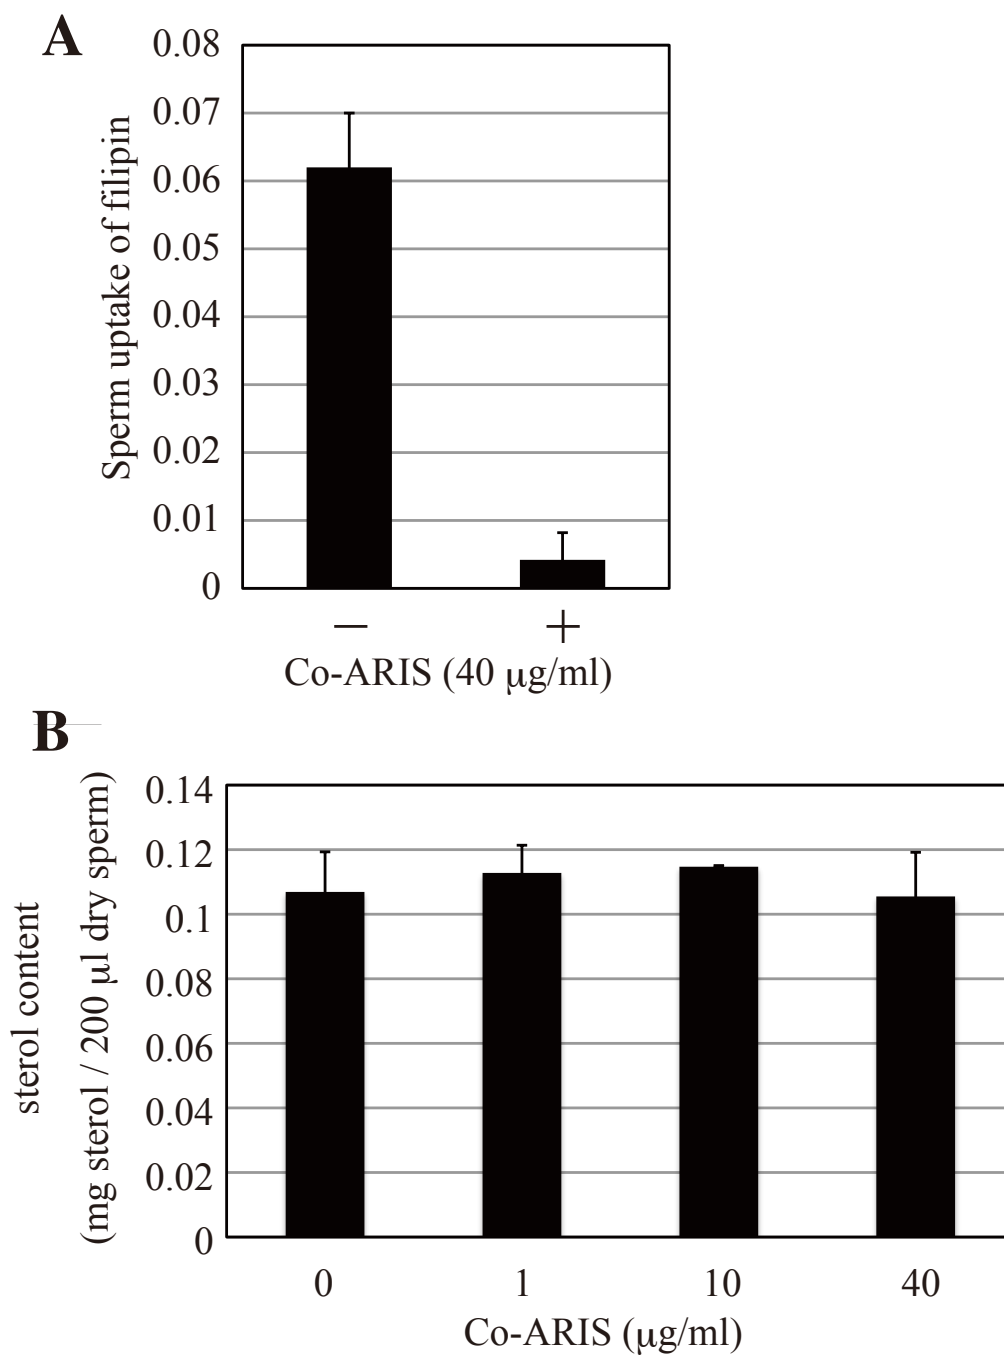 A
Sperm uptake of filipin
0.08
0.07
0.06
0.05
0.04
0.03
0.02
0.01
0
− +
Co-ARIS (40 μg/ml)
B
sterol content
(mg sterol / 200 μl dry sperm)
0.14
0.12
0.1
0.08
0.06
0.04
0.02
0
0 1 10 40
Co-ARIS (μg/ml)